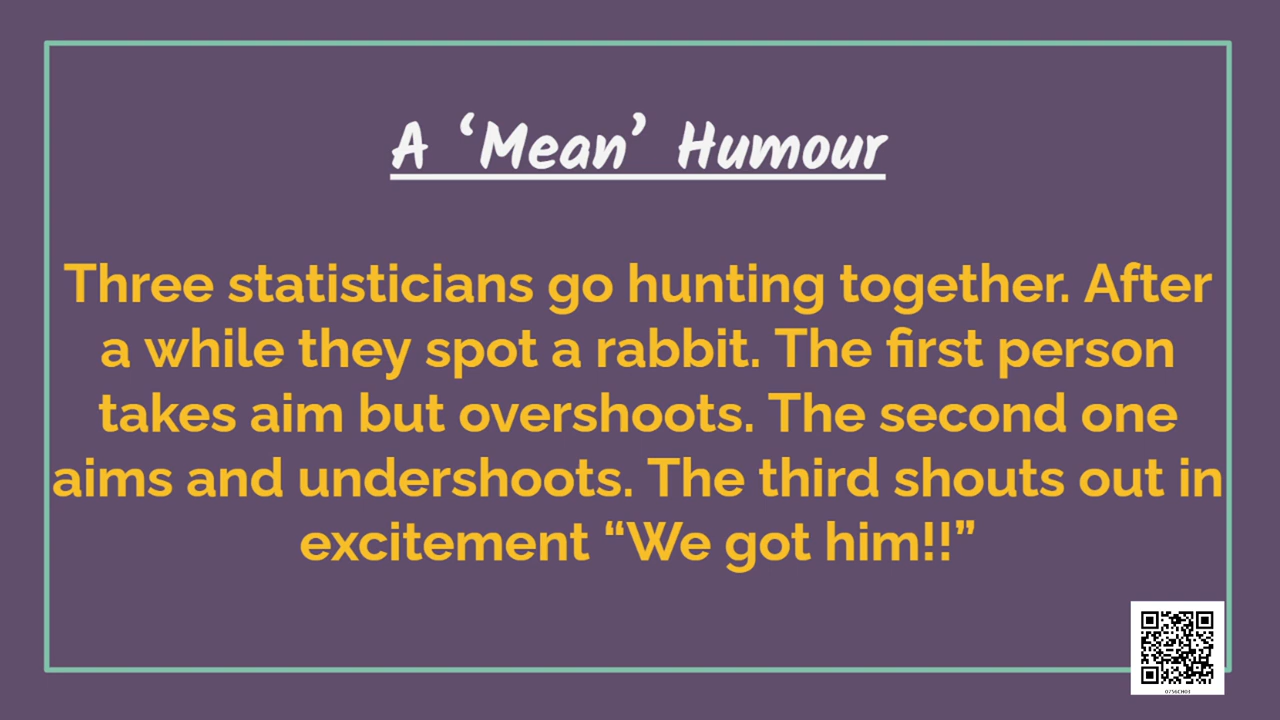 A ‘Mean’ Humour
Three statisticians go hunting together. After
a while they spot a rabbit. The first person
takes aim but overshoots. The second one
aims and undershoots. The third shouts out in
excitement “We got him!!”